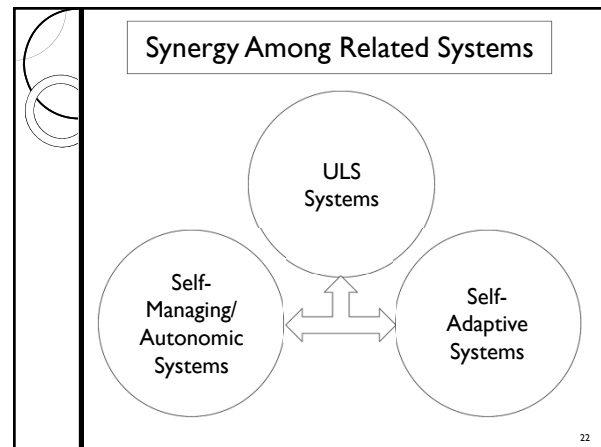 Synergy Among Related Systems
ULS
Systems
Self-
Managing/
Autonomic
Systems
Self-
Adaptive
Systems
22